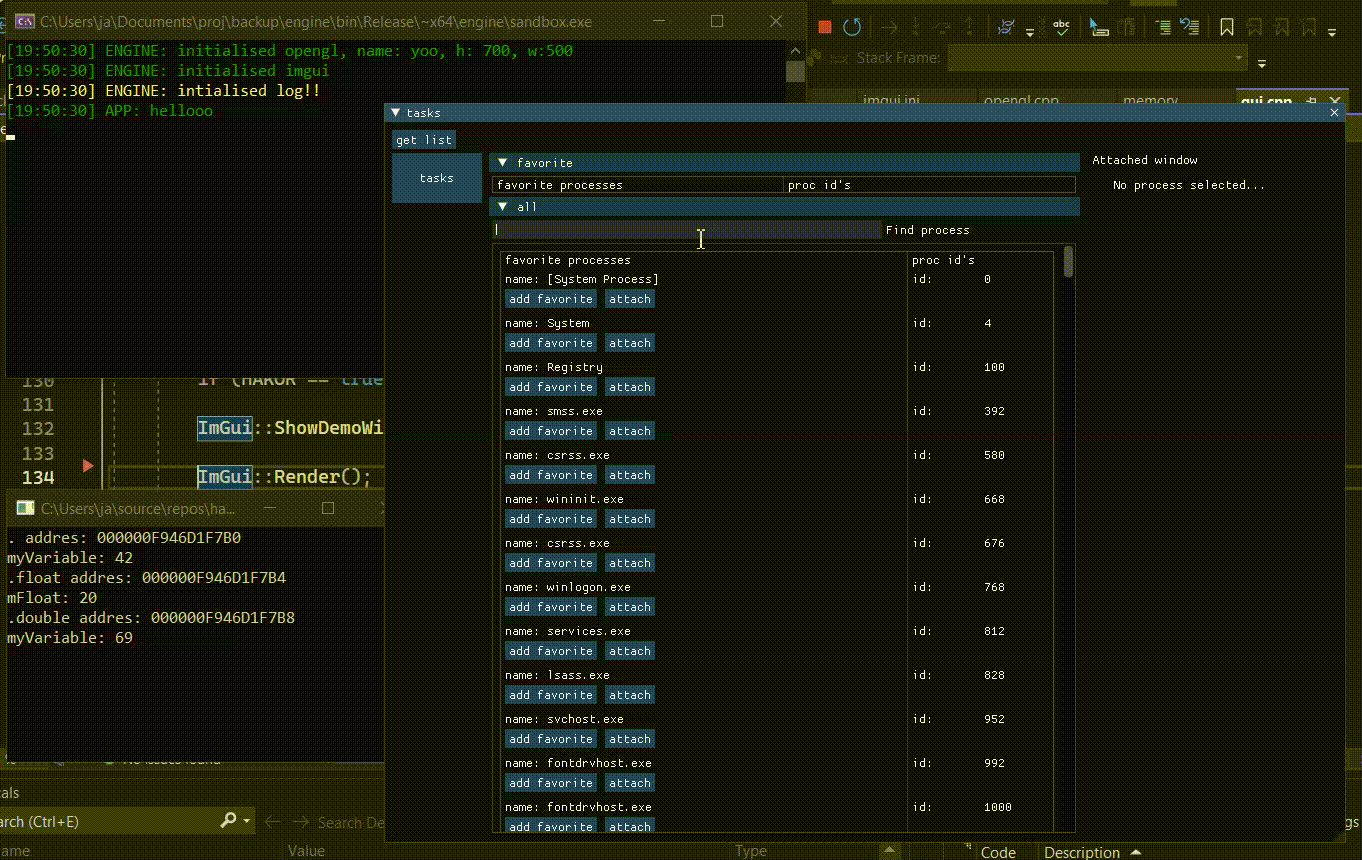 C:\Users\ja\Documents\proj\backup\engine\bin\Release\~x64\engine\sandbox.exe
[19:50:30] ENGINE: initialised opengl, name: yoo, h: 700, w:500
[19:50:30] ENGINE: initialised imgui
[19:50:30] ENGINE: intialised log!!
[19:50:30] APP: hellooo
abc
Stack Frame:
imgui.ini opengl.cpp memory gui.cpp
tasks
get list
tasks
favorite
favorite processes proc id's
all
Find process
Attached window
No process selected...
favorite processes proc id's
name: [System Process] id: 0
add favorite attach
name: System id: 4
add favorite attach
name: Registry id: 100
add favorite attach
name: smss.exe id: 392
add favorite attach
name: csrss.exe id: 580
add favorite attach
name: wininit.exe id: 668
add favorite attach
name: csrss.exe id: 676
add favorite attach
name: winlogon.exe id: 768
add favorite attach
name: services.exe id: 812
add favorite attach
name: lsass.exe id: 828
add favorite attach
name: svchost.exe id: 952
add favorite attach
name: fontdrvhost.exe id: 992
add favorite attach
name: fontdrvhost.exe id: 1000
add favorite attach
130
131
132 ImGui::ShowDemoWi
133
134 ImGui::Render();
C:\Users\ja\source\repos\ha...
. addres: 000000F946D1F7B0
myVariable: 42
.float addres: 000000F946D1F7B4
mFloat: 20
.double addres: 000000F946D1F7B8
myVariable: 69
No issues found
als
arch (Ctrl+E) Search De
ame Value Type
Code Description
gs